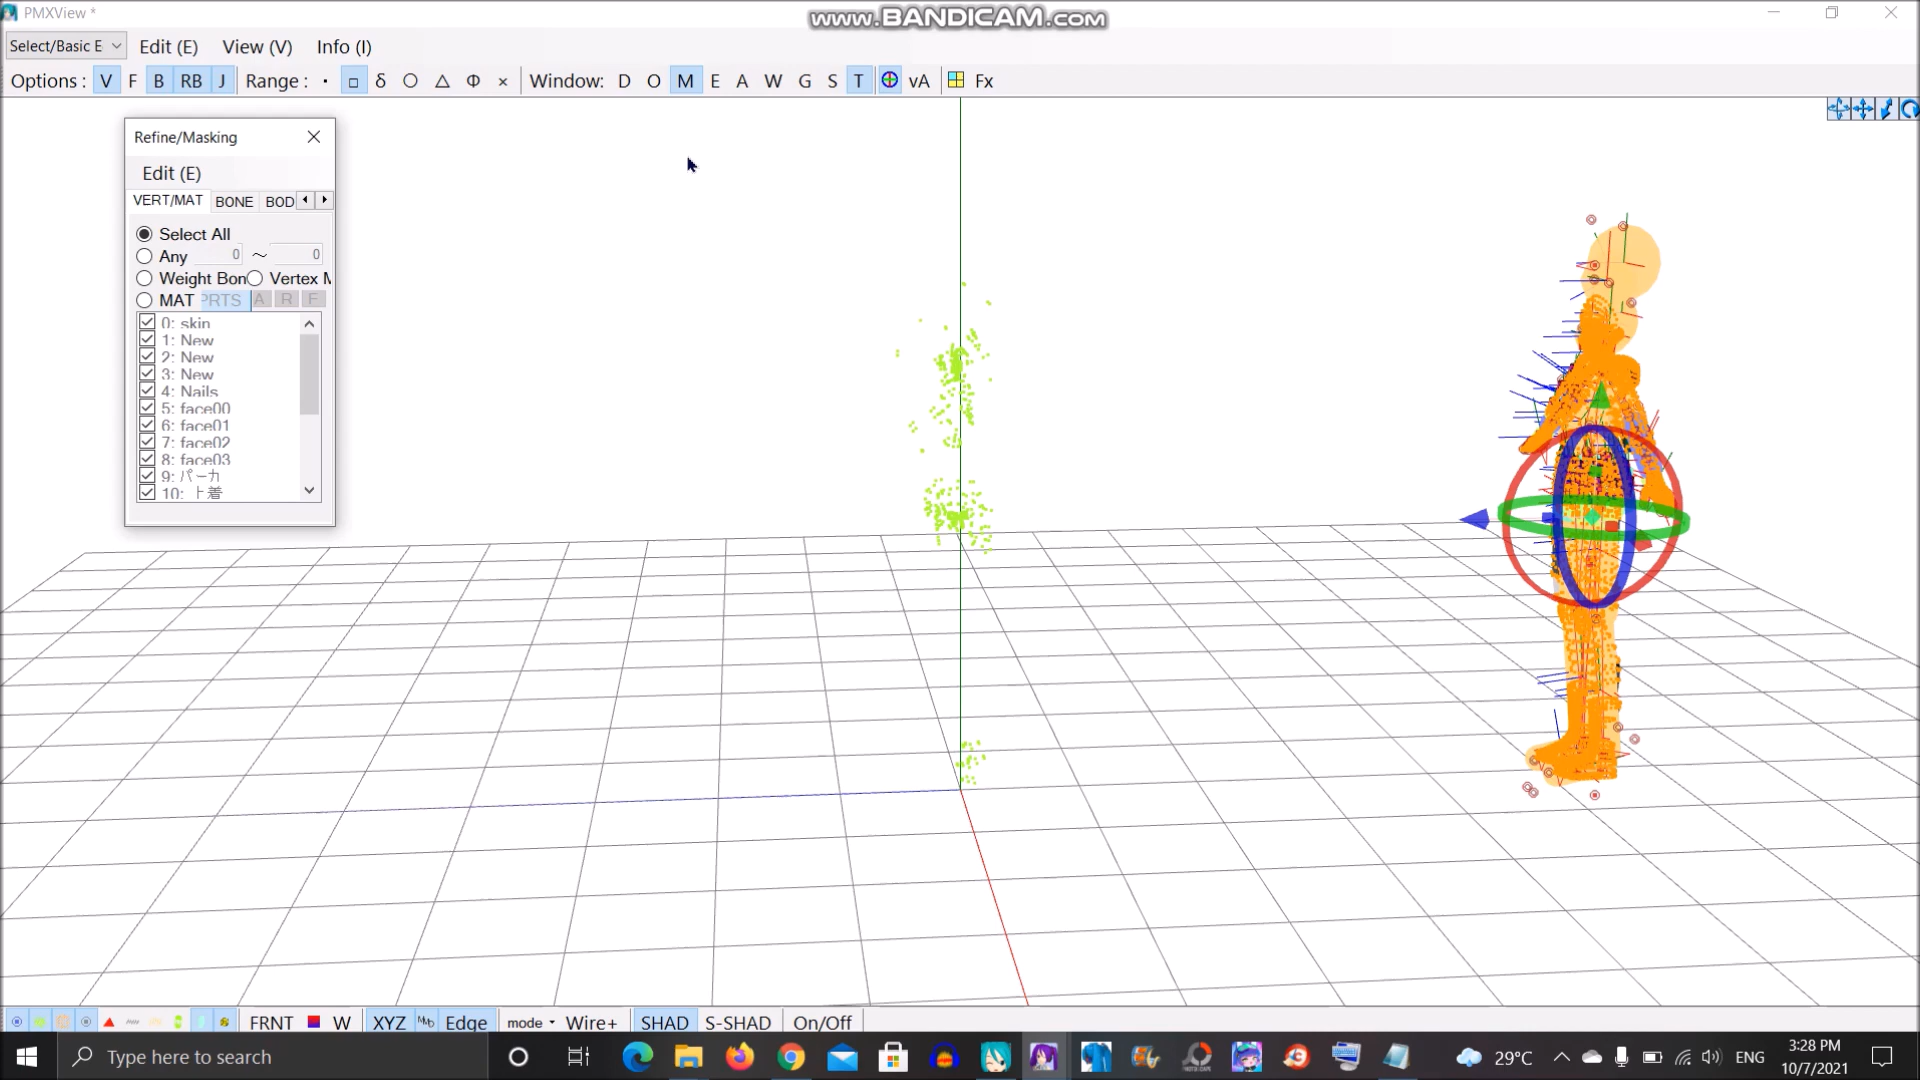 PMXView *
www.BANDICAM.com
Select/Basic E
Edit (E)
View (V)
Info (I)
Options : V F B RB J Range : · □ δ ○ △ Φ × Window: D O M E A W G S T vA Fx
Refine/Masking
Edit (E)
VERT/MAT BONE BOD
Select All
Any 0 ~ 0
Weight Bon Vertex M
MAT PRTS A R F
0: skin
1: New
2: New
3: New
4: Nails
5: face00
6: face01
7: face02
8: face03
9: パーカ
10: 上着
FRNT W XYZ Mb Edge mode Wire+ SHAD S-SHAD On/Off
Type here to search
29°C
ENG
3:28 PM
10/7/2021